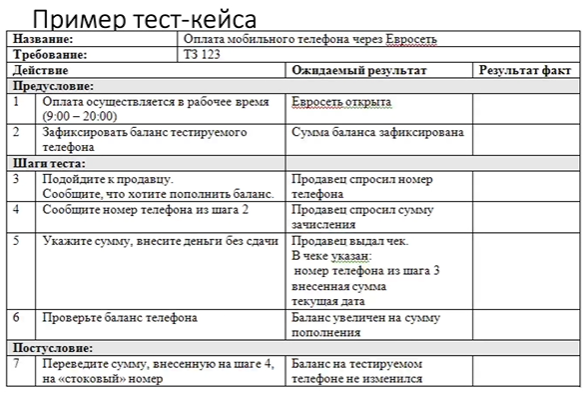 Пример тест-кейса
Название: Оплата мобильного телефона через Евросеть
Требование: ТЗ 123
Действие Ожидаемый результат Результат факт
Предусловие:
1 Оплата осуществляется в рабочее время Евросеть открыта
(9:00 – 20:00)
2 Зафиксировать баланс тестируемого Сумма баланса зафиксирована
телефона
Шаги теста:
3 Подойдите к продавцу. Продавец спросил номер
Сообщите, что хотите пополнить баланс. телефона
4 Сообщите номер телефона из шага 2 Продавец спросил сумму
зачисления
5 Укажите сумму, внесите деньги без сдачи Продавец выдал чек.
В чеке указан:
номер телефона из шага 3
внесенная сумма
текущая дата
6 Проверьте баланс телефона Баланс увеличен на сумму
пополнения
Постусловие:
7 Переведите сумму, внесенную на шаге 4, Баланс на тестируемом
на «стоковый» номер телефоне не изменился